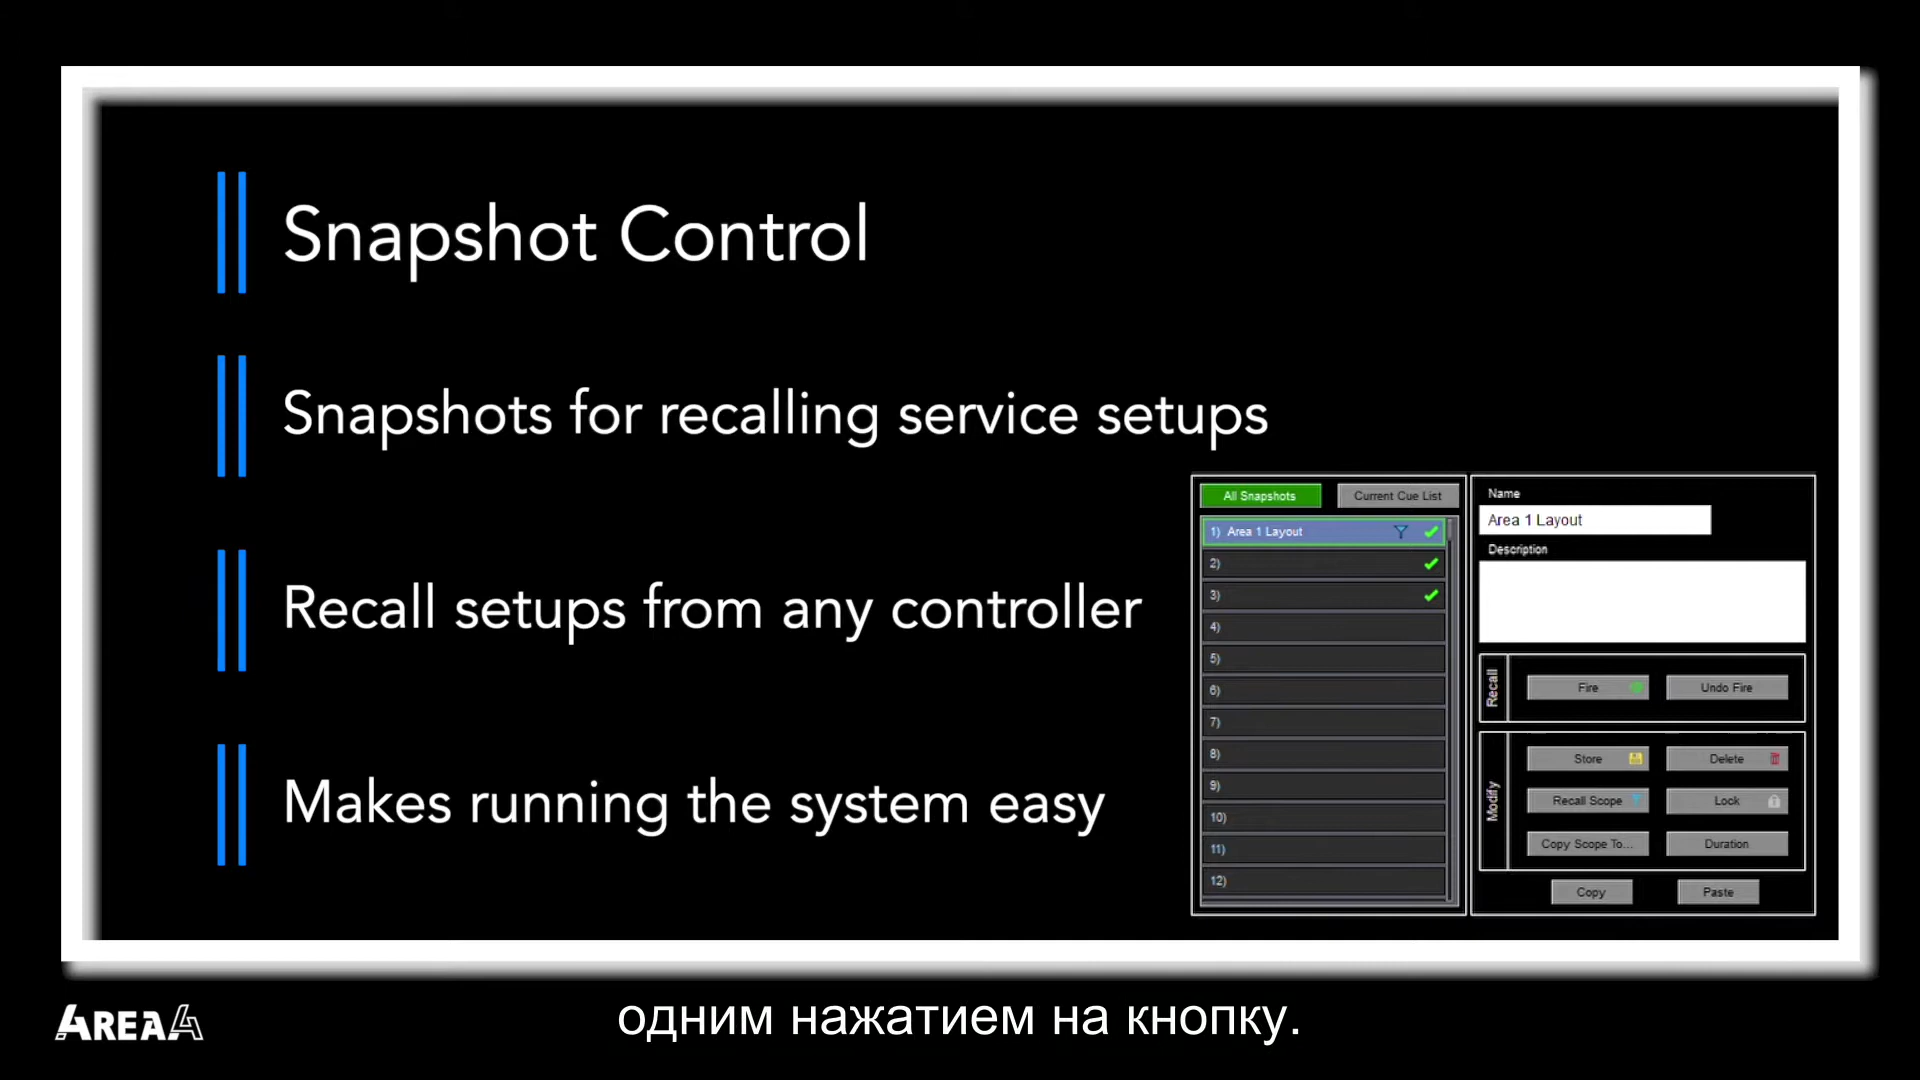 Snapshot Control
Snapshots for recalling service setups
Recall setups from any controller
Makes running the system easy
All Snapshots
Current Cue List
1) Area 1 Layout
2)
3)
4)
5)
6)
7)
8)
9)
10)
11)
12)
Name
Area 1 Layout
Description
Recall
Fire
Undo Fire
Modify
Store
Delete
Recall Scope
Lock
Copy Scope To...
Duration
Copy
Paste
AREA4
одним нажатием на кнопку.